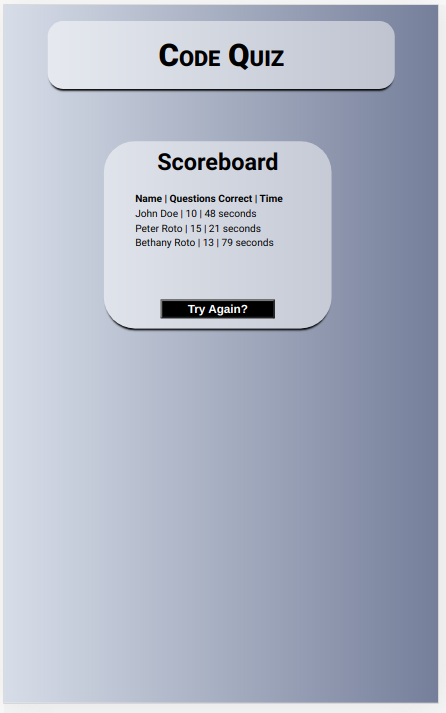 Code Quiz
Scoreboard
Name | Questions Correct | Time
John Doe | 10 | 48 seconds
Peter Roto | 15 | 21 seconds
Bethany Roto | 13 | 79 seconds
Try Again?